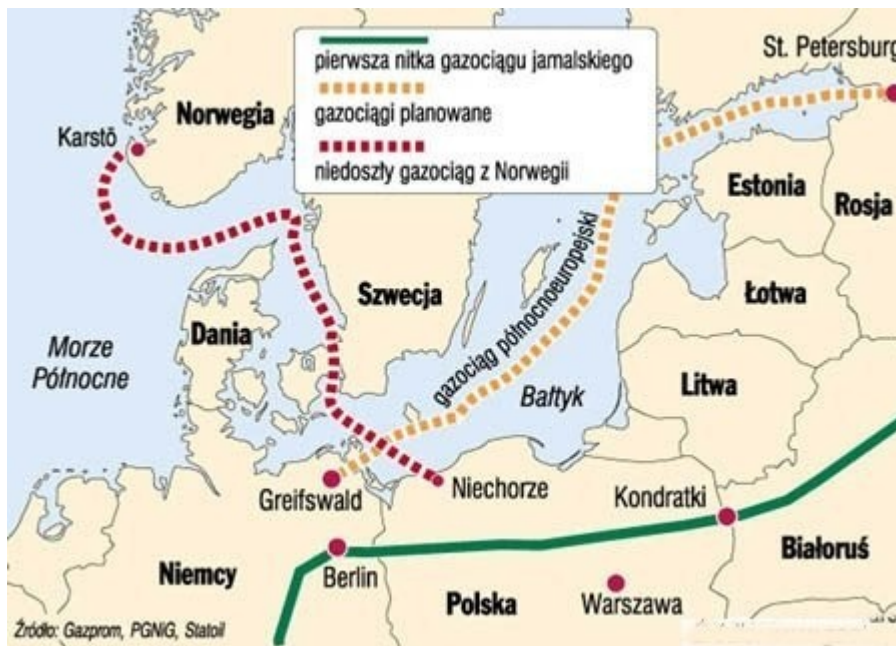 pierwsza nitka gazociągu jamalskiego
gazociągi planowane
niedoszły gazociąg z Norwegii
St. Petersburg
Norwegia
Karstö
Estonia
Rosja
gazociąg północnoeuropejski
Szwecja
Łotwa
Dania
Morze
Północne
Bałtyk
Litwa
Greifswald
Niechorze
Kondratki
Białoruś
Niemcy
Berlin
Polska
Warszawa
Źródło: Gazprom, PGNiG, Statoil